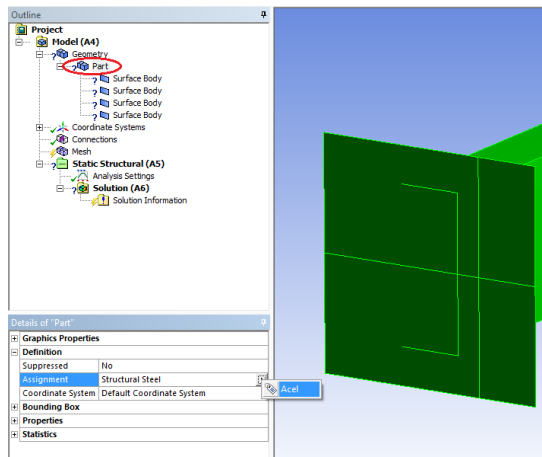 Outline
Project
Model (A4)
Geometry
Part
Surface Body
Surface Body
Surface Body
Surface Body
Coordinate Systems
Connections
Mesh
Static Structural (A5)
Analysis Settings
Solution (A6)
Solution Information
Details of "Part"
Graphics Properties
Definition
Suppressed No
Assignment Structural Steel
Acel
Coordinate System Default Coordinate System
Bounding Box
Properties
Statistics